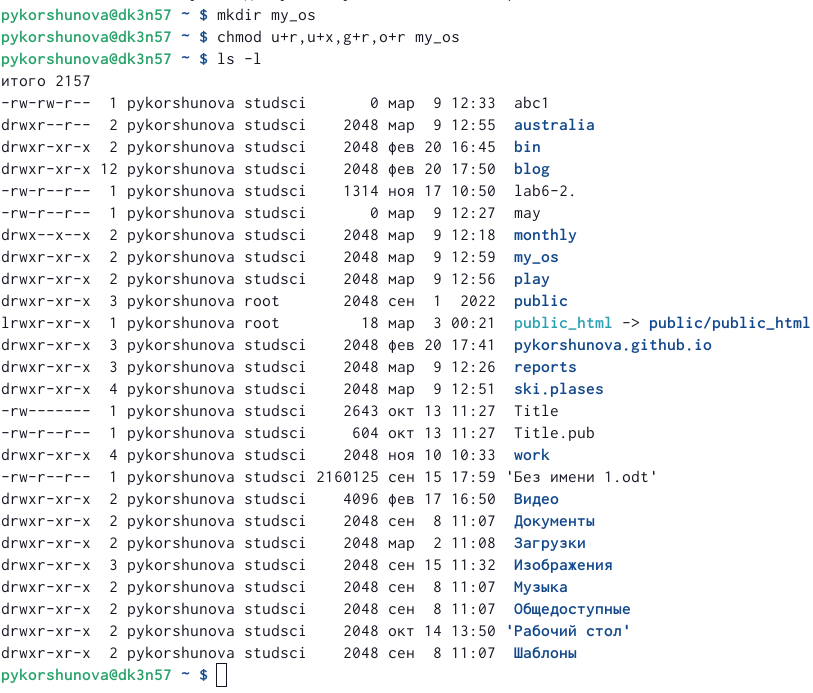 pykorshunova@dk3n57 ~ $ mkdir my_os
pykorshunova@dk3n57 ~ $ chmod u+r,u+x,g+r,o+r my_os
pykorshunova@dk3n57 ~ $ ls -l
итого 2157
-rw-rw-r--  1 pykorshunova studsci       0 мар  9 12:33  abc1
drwxr--r--  2 pykorshunova studsci    2048 мар  9 12:55  australia
drwxr-xr-x  2 pykorshunova studsci    2048 фев 20 16:45  bin
drwxr-xr-x 12 pykorshunova studsci    2048 фев 20 17:50  blog
-rw-r--r--  1 pykorshunova studsci    1314 ноя 17 10:50  lab6-2.
-rw-r--r--  1 pykorshunova studsci       0 мар  9 12:27  may
drwx--x--x  2 pykorshunova studsci    2048 мар  9 12:18  monthly
drwxr-xr-x  2 pykorshunova studsci    2048 мар  9 12:59  my_os
drwxr-xr-x  2 pykorshunova studsci    2048 мар  9 12:56  play
drwxr-xr-x  3 pykorshunova root       2048 сен  1  2022  public
lrwxr-xr-x  1 pykorshunova root         18 мар  3 00:21  public_html -> public/public_html
drwxr-xr-x  3 pykorshunova studsci    2048 фев 20 17:41  pykorshunova.github.io
drwxr-xr-x  3 pykorshunova studsci    2048 мар  9 12:26  reports
drwxr-xr-x  4 pykorshunova studsci    2048 мар  9 12:51  ski.plases
-rw-------  1 pykorshunova studsci    2643 окт 13 11:27  Title
-rw-r--r--  1 pykorshunova studsci     604 окт 13 11:27  Title.pub
drwxr-xr-x  4 pykorshunova studsci    2048 ноя 10 10:33  work
-rw-r--r--  1 pykorshunova studsci 2160125 сен 15 17:59 'Без имени 1.odt'
drwxr-xr-x  2 pykorshunova studsci    4096 фев 17 16:50  Видео
drwxr-xr-x  2 pykorshunova studsci    2048 сен  8 11:07  Документы
drwxr-xr-x  2 pykorshunova studsci    2048 мар  2 11:08  Загрузки
drwxr-xr-x  3 pykorshunova studsci    2048 сен 15 11:32  Изображения
drwxr-xr-x  2 pykorshunova studsci    2048 сен  8 11:07  Музыка
drwxr-xr-x  2 pykorshunova studsci    2048 сен  8 11:07  Общедоступные
drwxr-xr-x  2 pykorshunova studsci    2048 окт 14 13:50 'Рабочий стол'
drwxr-xr-x  2 pykorshunova studsci    2048 сен  8 11:07  Шаблоны
pykorshunova@dk3n57 ~ $